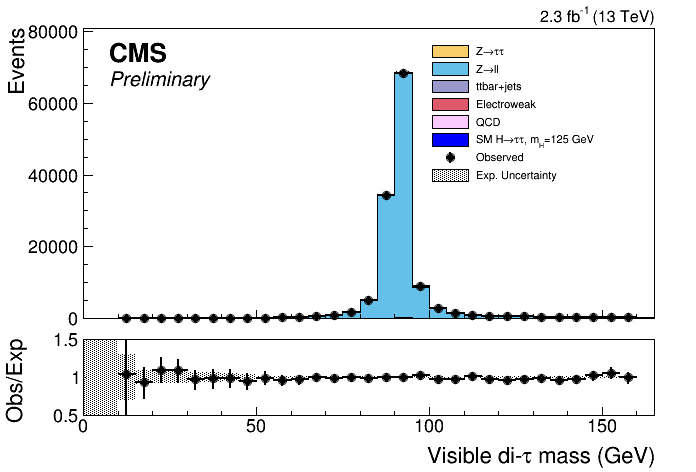 2.3 fb⁻¹ (13 TeV)
CMS
Preliminary
Events
80000
60000
40000
20000
0
Z→ττ
Z→ll
ttbar+jets
Electroweak
QCD
SM H→ττ, m_H=125 GeV
Observed
Exp. Uncertainty
Obs/Exp
1.5
1
0.5
0 50 100 150
Visible di-τ mass (GeV)